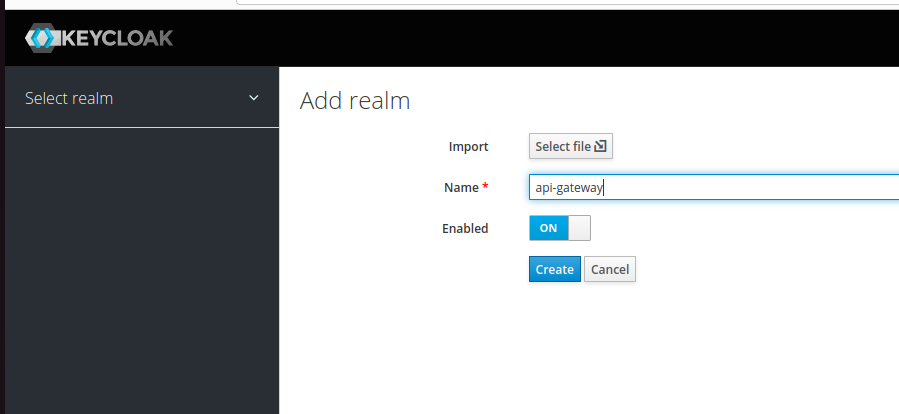 KEYCLOAK
Select realm
Add realm
Import Select file
Name * api-gateway
Enabled ON
Create Cancel